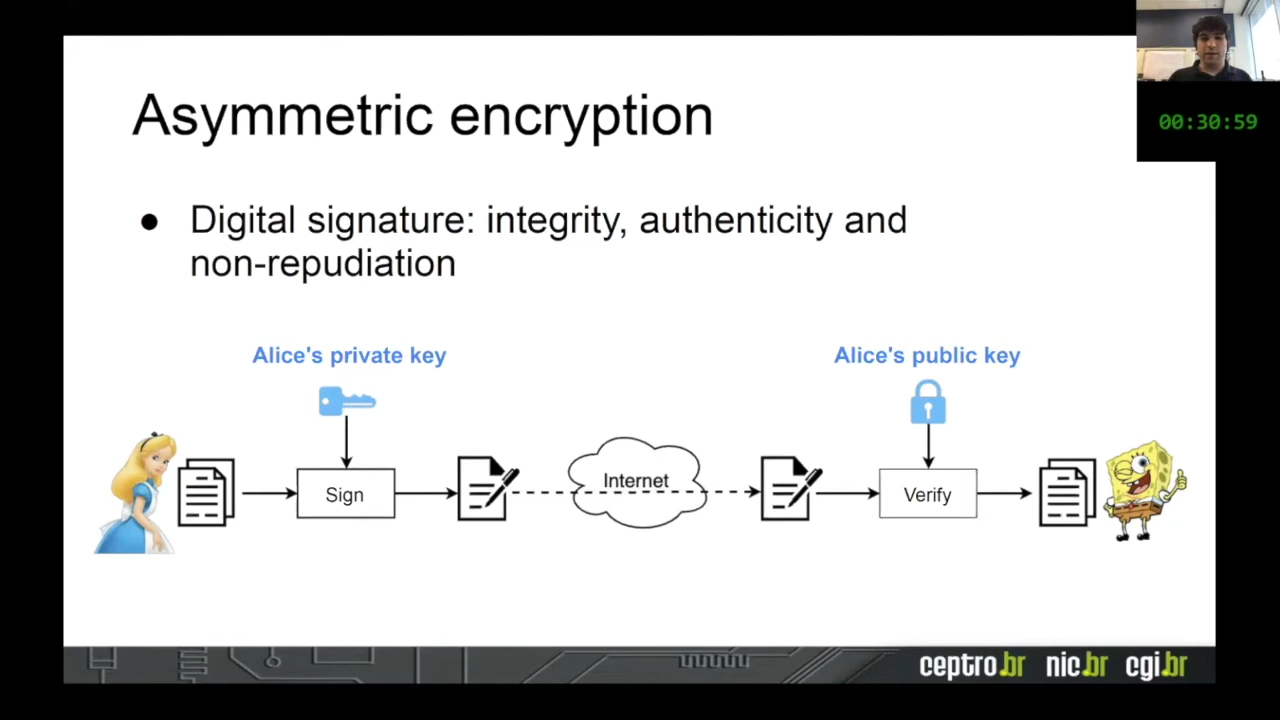 Asymmetric encryption
00:30:59
● Digital signature: integrity, authenticity and
non-repudiation
Alice's private key
Alice's public key
Sign
Internet
Verify
ceptro.br nic.br cgi.br